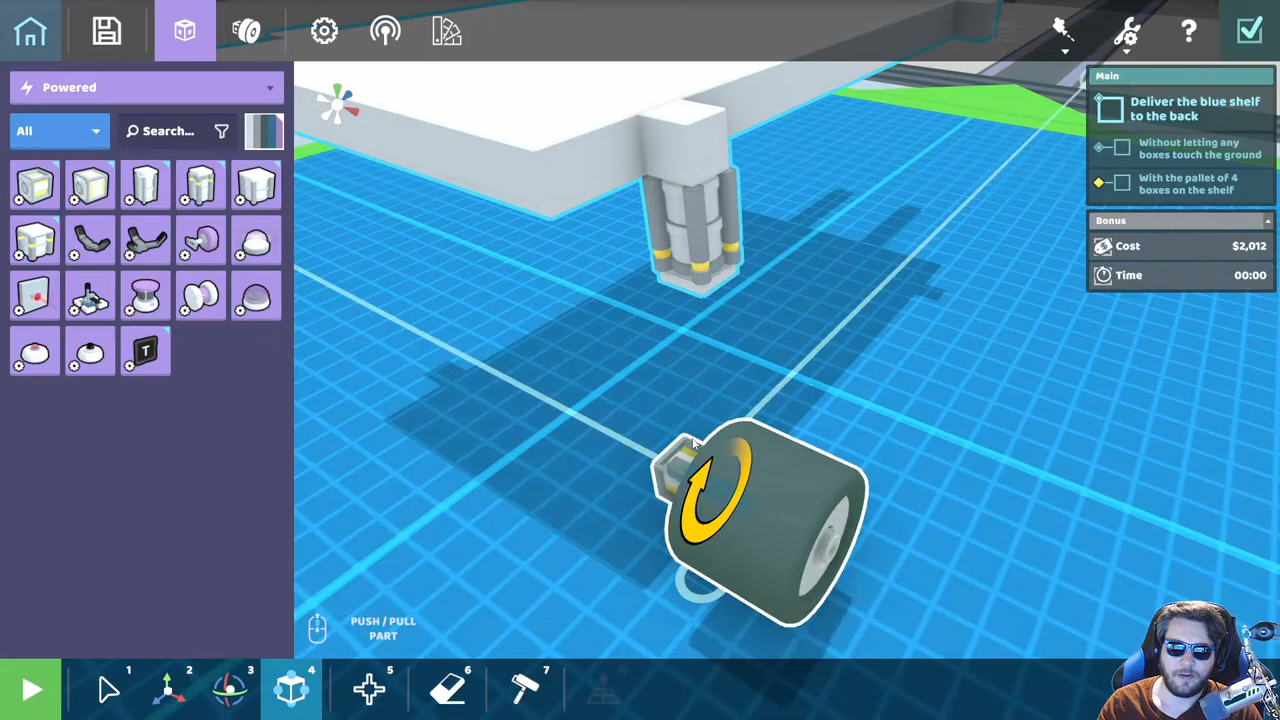 Powered
All
Search...
T
Main
Deliver the blue shelf
to the back
Without letting any
boxes touch the ground
With the pallet of 4
boxes on the shelf
Bonus
Cost $2,012
Time 00:00
PUSH / PULL
PART
1
2
3
4
5
6
7